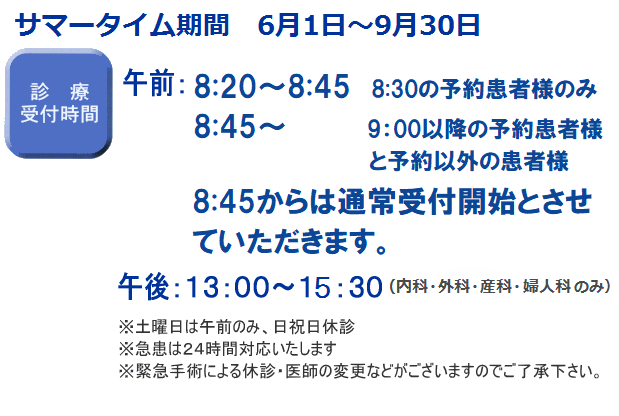 サマータイム期間　6月1日～9月30日
診　療
受付時間
午前：8：20～8：45　8：30の予約患者様のみ
8：45～　9：00以降の予約患者様
と予約以外の患者様
8：45からは通常受付開始とさせ
ていただきます。
午後：13：00～15：30（内科・外科・産科・婦人科のみ）
※土曜日は午前のみ、日祝日休診
※急患は24時間対応いたします
※緊急手術による休診・医師の変更などがございますのでご了承下さい。